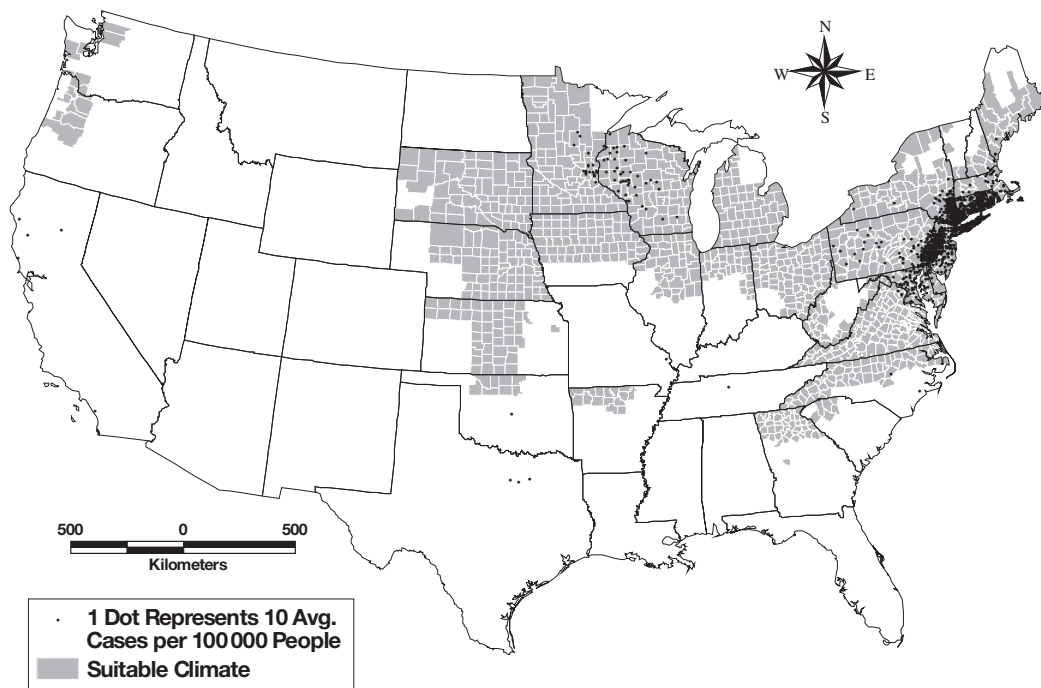 N
W E
S
500 0 500
Kilometers
1 Dot Represents 10 Avg.
Cases per 100 000 People
Suitable Climate